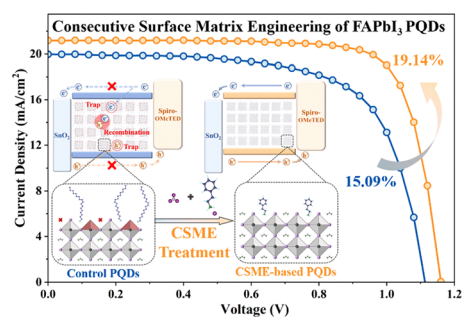 Consecutive Surface Matrix Engineering of FAPbI₃ PQDs
Current Density (mA/cm²)
20
16
12
8
4
0
19.14%
15.09%
SnO₂
Trap
Recombination
Trap
Spiro-
OMeTED
SnO₂
Spiro-
OMeTED
e⁻
e⁻
e⁻
h⁺
h⁺
h⁺
e⁻
e⁻
h⁺
h⁺
+
CSME
Treatment
Control PQDs
CSME-based PQDs
0.0
0.2
0.4
0.6
0.8
1.0
1.2
Voltage (V)